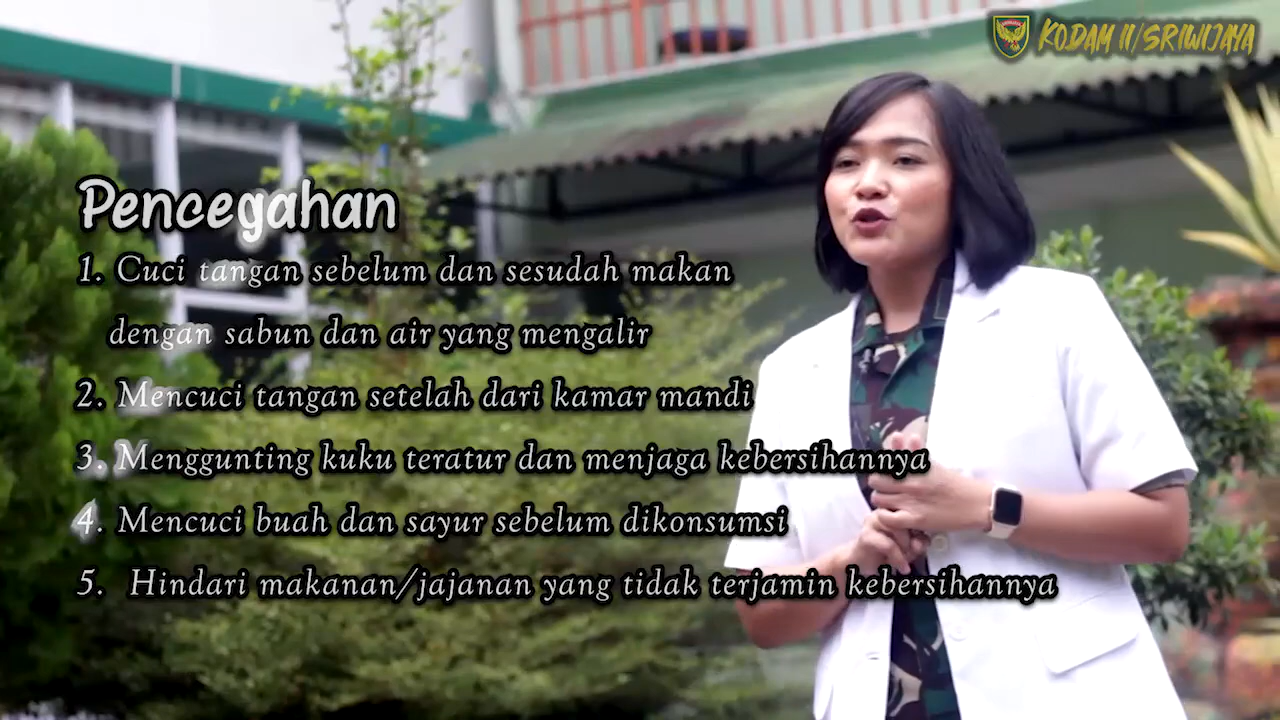 KODAM II/SRIWIJAYA
Pencegahan
1. Cuci tangan sebelum dan sesudah makan
dengan sabun dan air yang mengalir
2. Mencuci tangan setelah dari kamar mandi
3. Menggunting kuku teratur dan menjaga kebersihannya
4. Mencuci buah dan sayur sebelum dikonsumsi
5. Hindari makanan/jajanan yang tidak terjamin kebersihannya